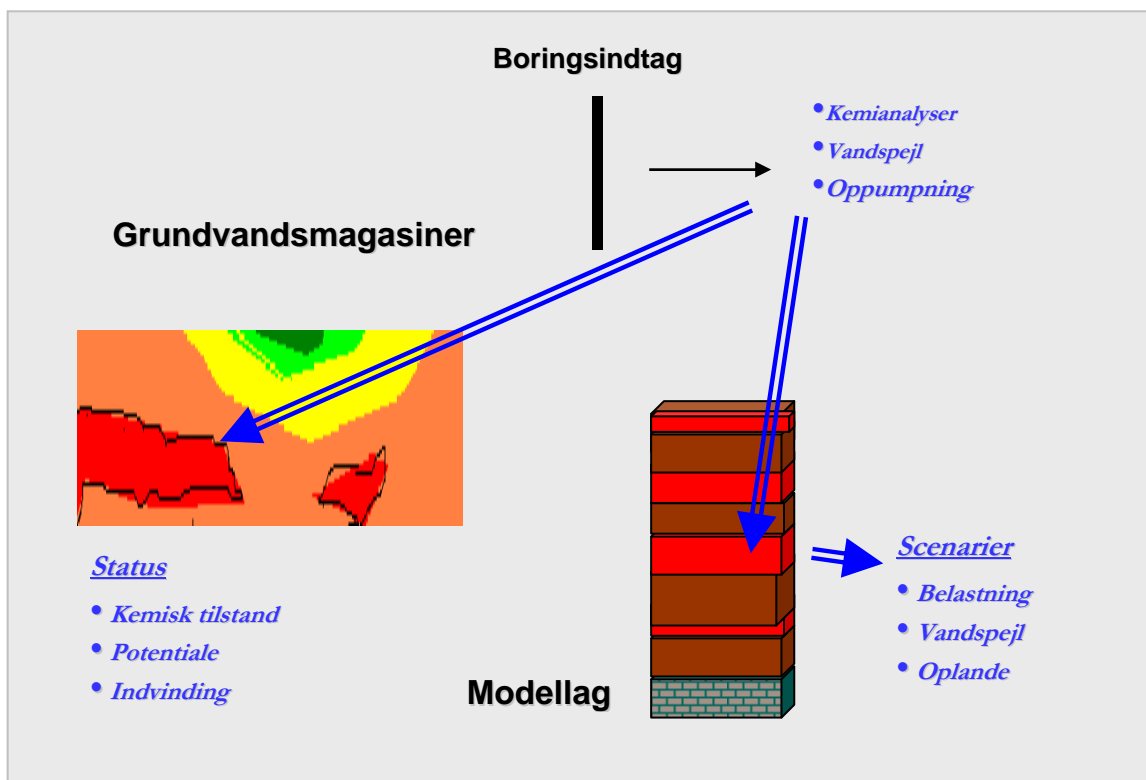 Boringsindtag
• Kemianalyser
• Vandspejl
• Oppumpning
Grundvandsmagasiner
Status
• Kemisk tilstand
• Potentiale
• Indvinding
Modellag
Scenarier
• Belastning
• Vandspejl
• Oplande